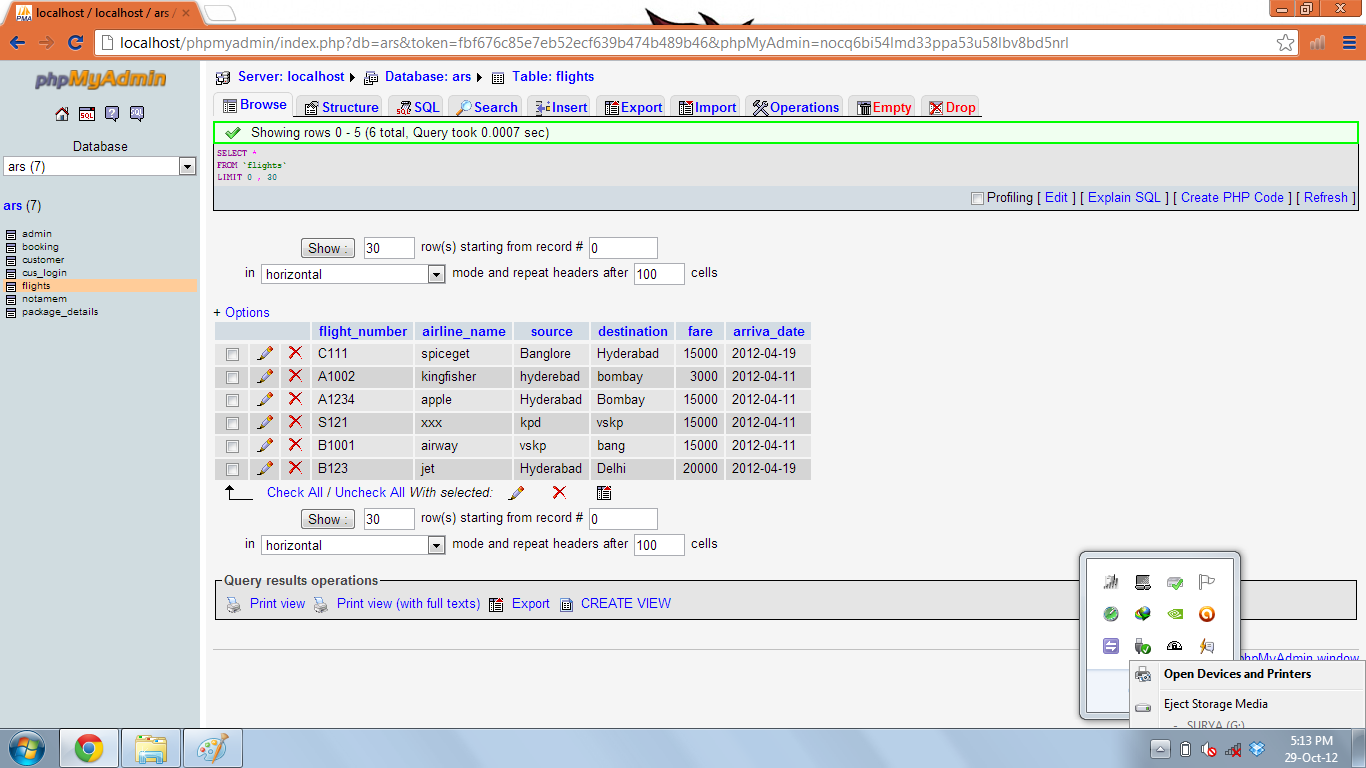 localhost / localhost / ars /
localhost/phpmyadmin/index.php?db=ars&token=fbf676c85e7eb52ecf639b474b489b46&phpMyAdmin=nocq6bi54lmd33ppa53u58lbv8bd5nrl
phpMyAdmin
Database
ars (7)
ars (7)
admin
booking
customer
cus_login
flights
notamem
package_details
Server: localhost Database: ars Table: flights
Browse Structure SQL Search Insert Export Import Operations Empty Drop
Showing rows 0 - 5 (6 total, Query took 0.0007 sec)
SELECT *
FROM `flights`
LIMIT 0 , 30
Profiling [ Edit ] [ Explain SQL ] [ Create PHP Code ] [ Refresh ]
Show : 30 row(s) starting from record # 0
in horizontal mode and repeat headers after 100 cells
+ Options
flight_number airline_name source destination fare arriva_date
C111 spiceget Banglore Hyderabad 15000 2012-04-19
A1002 kingfisher hyderebad bombay 3000 2012-04-11
A1234 apple Hyderabad Bombay 15000 2012-04-11
S121 xxx kpd vskp 15000 2012-04-11
B1001 airway vskp bang 15000 2012-04-11
B123 jet Hyderabad Delhi 20000 2012-04-19
Check All / Uncheck All With selected:
Show : 30 row(s) starting from record # 0
in horizontal mode and repeat headers after 100 cells
Query results operations
Print view Print view (with full texts) Export CREATE VIEW
phpMyAdmin window
Open Devices and Printers
Eject Storage Media
- SURYA (G:)
5:13 PM
29-Oct-12